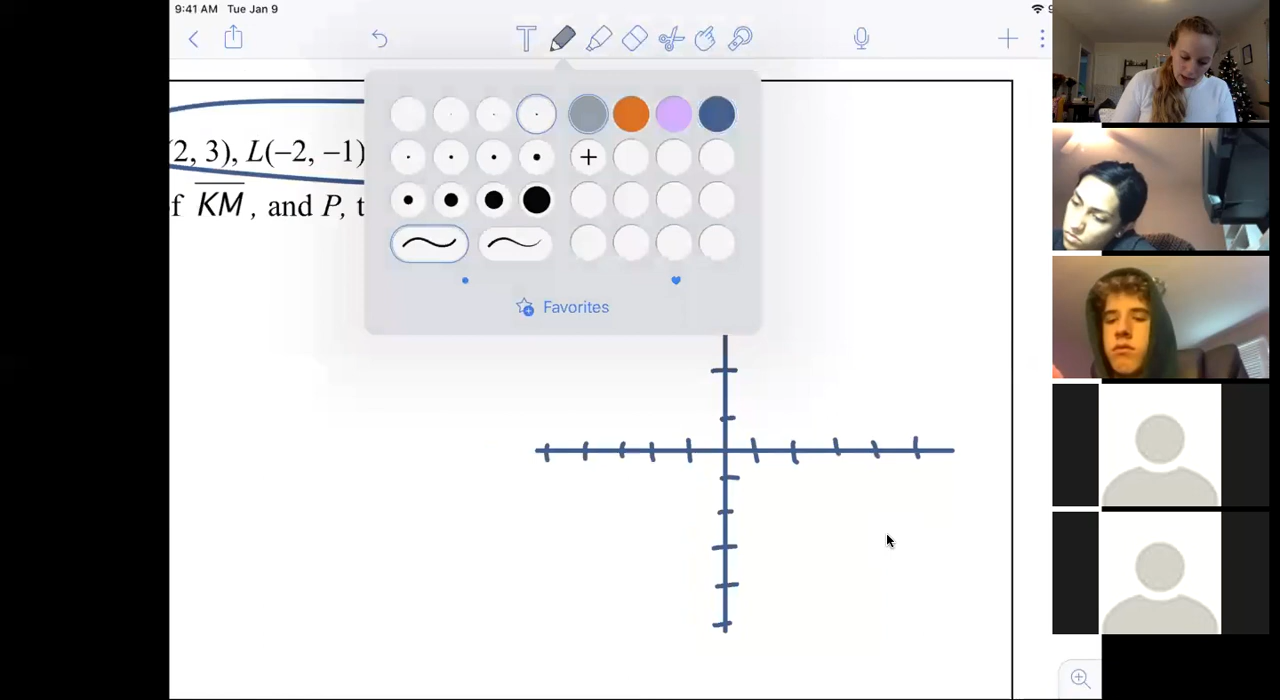 9:41 AM Tue Jan 9
T
(2, 3), L(−2, −1)
f KM, and P, t
Favorites